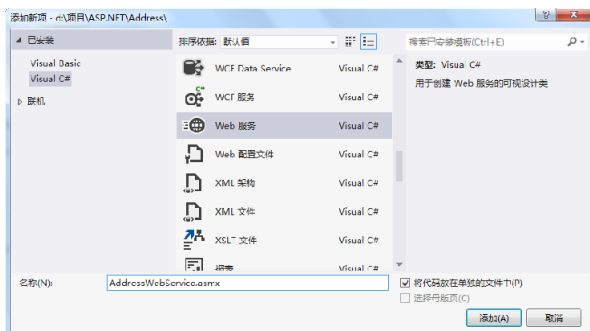 添加新项 - d:\项目\ASP.NET\Address\
已安装
排序依据: 默认值
搜索已安装模板(Ctrl+E)
Visual Basic
Visual C#
联机
WCF Data Service Visual C#
WCF 服务 Visual C#
Web 服务 Visual C#
Web 配置文件 Visual C#
XML 架构 Visual C#
XML 文件 Visual C#
XSLT 文件 Visual C#
报表 Visual C#
类型: Visual C#
用于创建 Web 服务的可视设计类
名称(N):
AddressWebService.asmx
将代码放在单独的文件中(P)
选择母版页(C)
添加(A)
取消